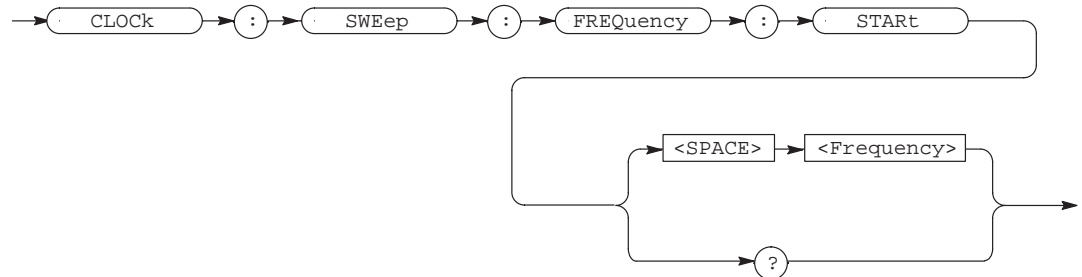 CLOCk : SWEep : FREQuency : STARt
<SPACE> <Frequency>
?